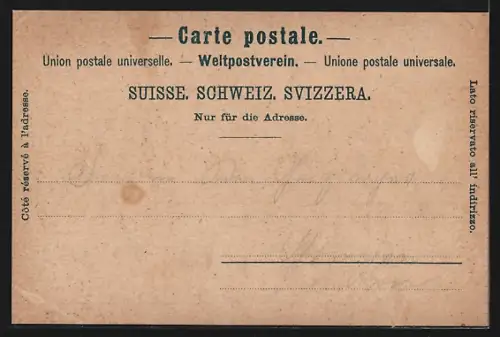 — Carte postale. —
Union postale universelle. — Weltpostverein. — Unione postale universale.
SUISSE. SCHWEIZ. SVIZZERA.
Nur für die Adresse.
Côté réservé à l'adresse.
Lato riservato all' indirizzo.